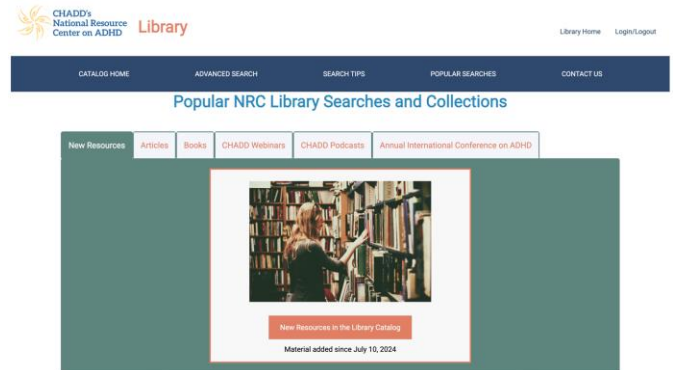 CHADD's
National Resource
Center on ADHD
Library
Library Home Login/Logout
CATALOG HOME ADVANCED SEARCH SEARCH TIPS POPULAR SEARCHES CONTACT US
Popular NRC Library Searches and Collections
New Resources Articles Books CHADD Webinars CHADD Podcasts Annual International Conference on ADHD
New Resources in the Library Catalog
Material added since July 10, 2024